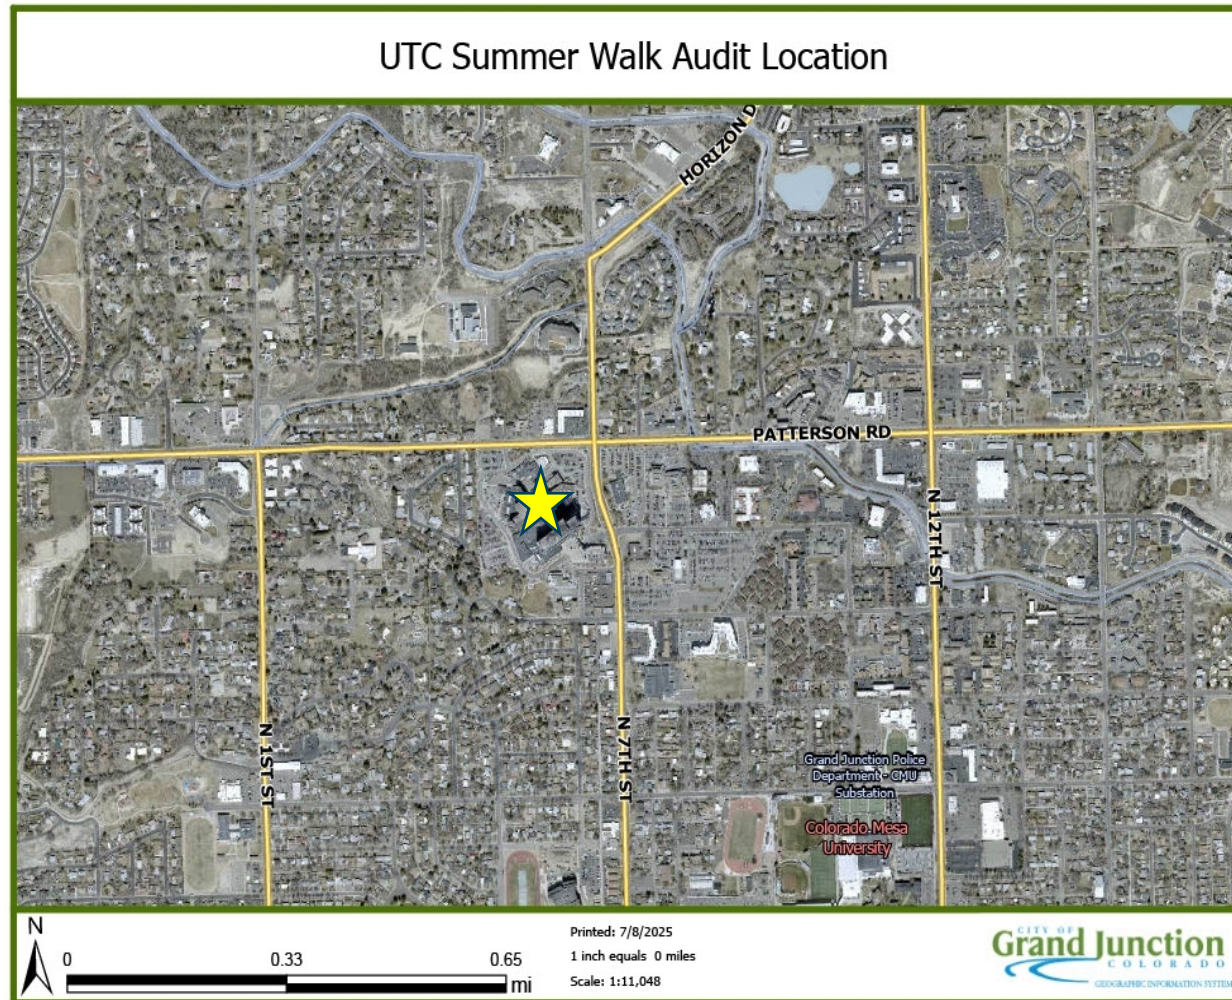 UTC Summer Walk Audit Location
HORIZON D
PATTERSON RD
N 12TH ST
N 1ST ST
N 7TH ST
Grand Junction Police
Department - CMU
Substation
Colorado Mesa
University
N
0 0.33 0.65
mi
Printed: 7/8/2025
1 inch equals 0 miles
Scale: 1:11,048
CITY OF
Grand Junction
COLORADO
GEOGRAPHIC INFORMATION SYSTEM